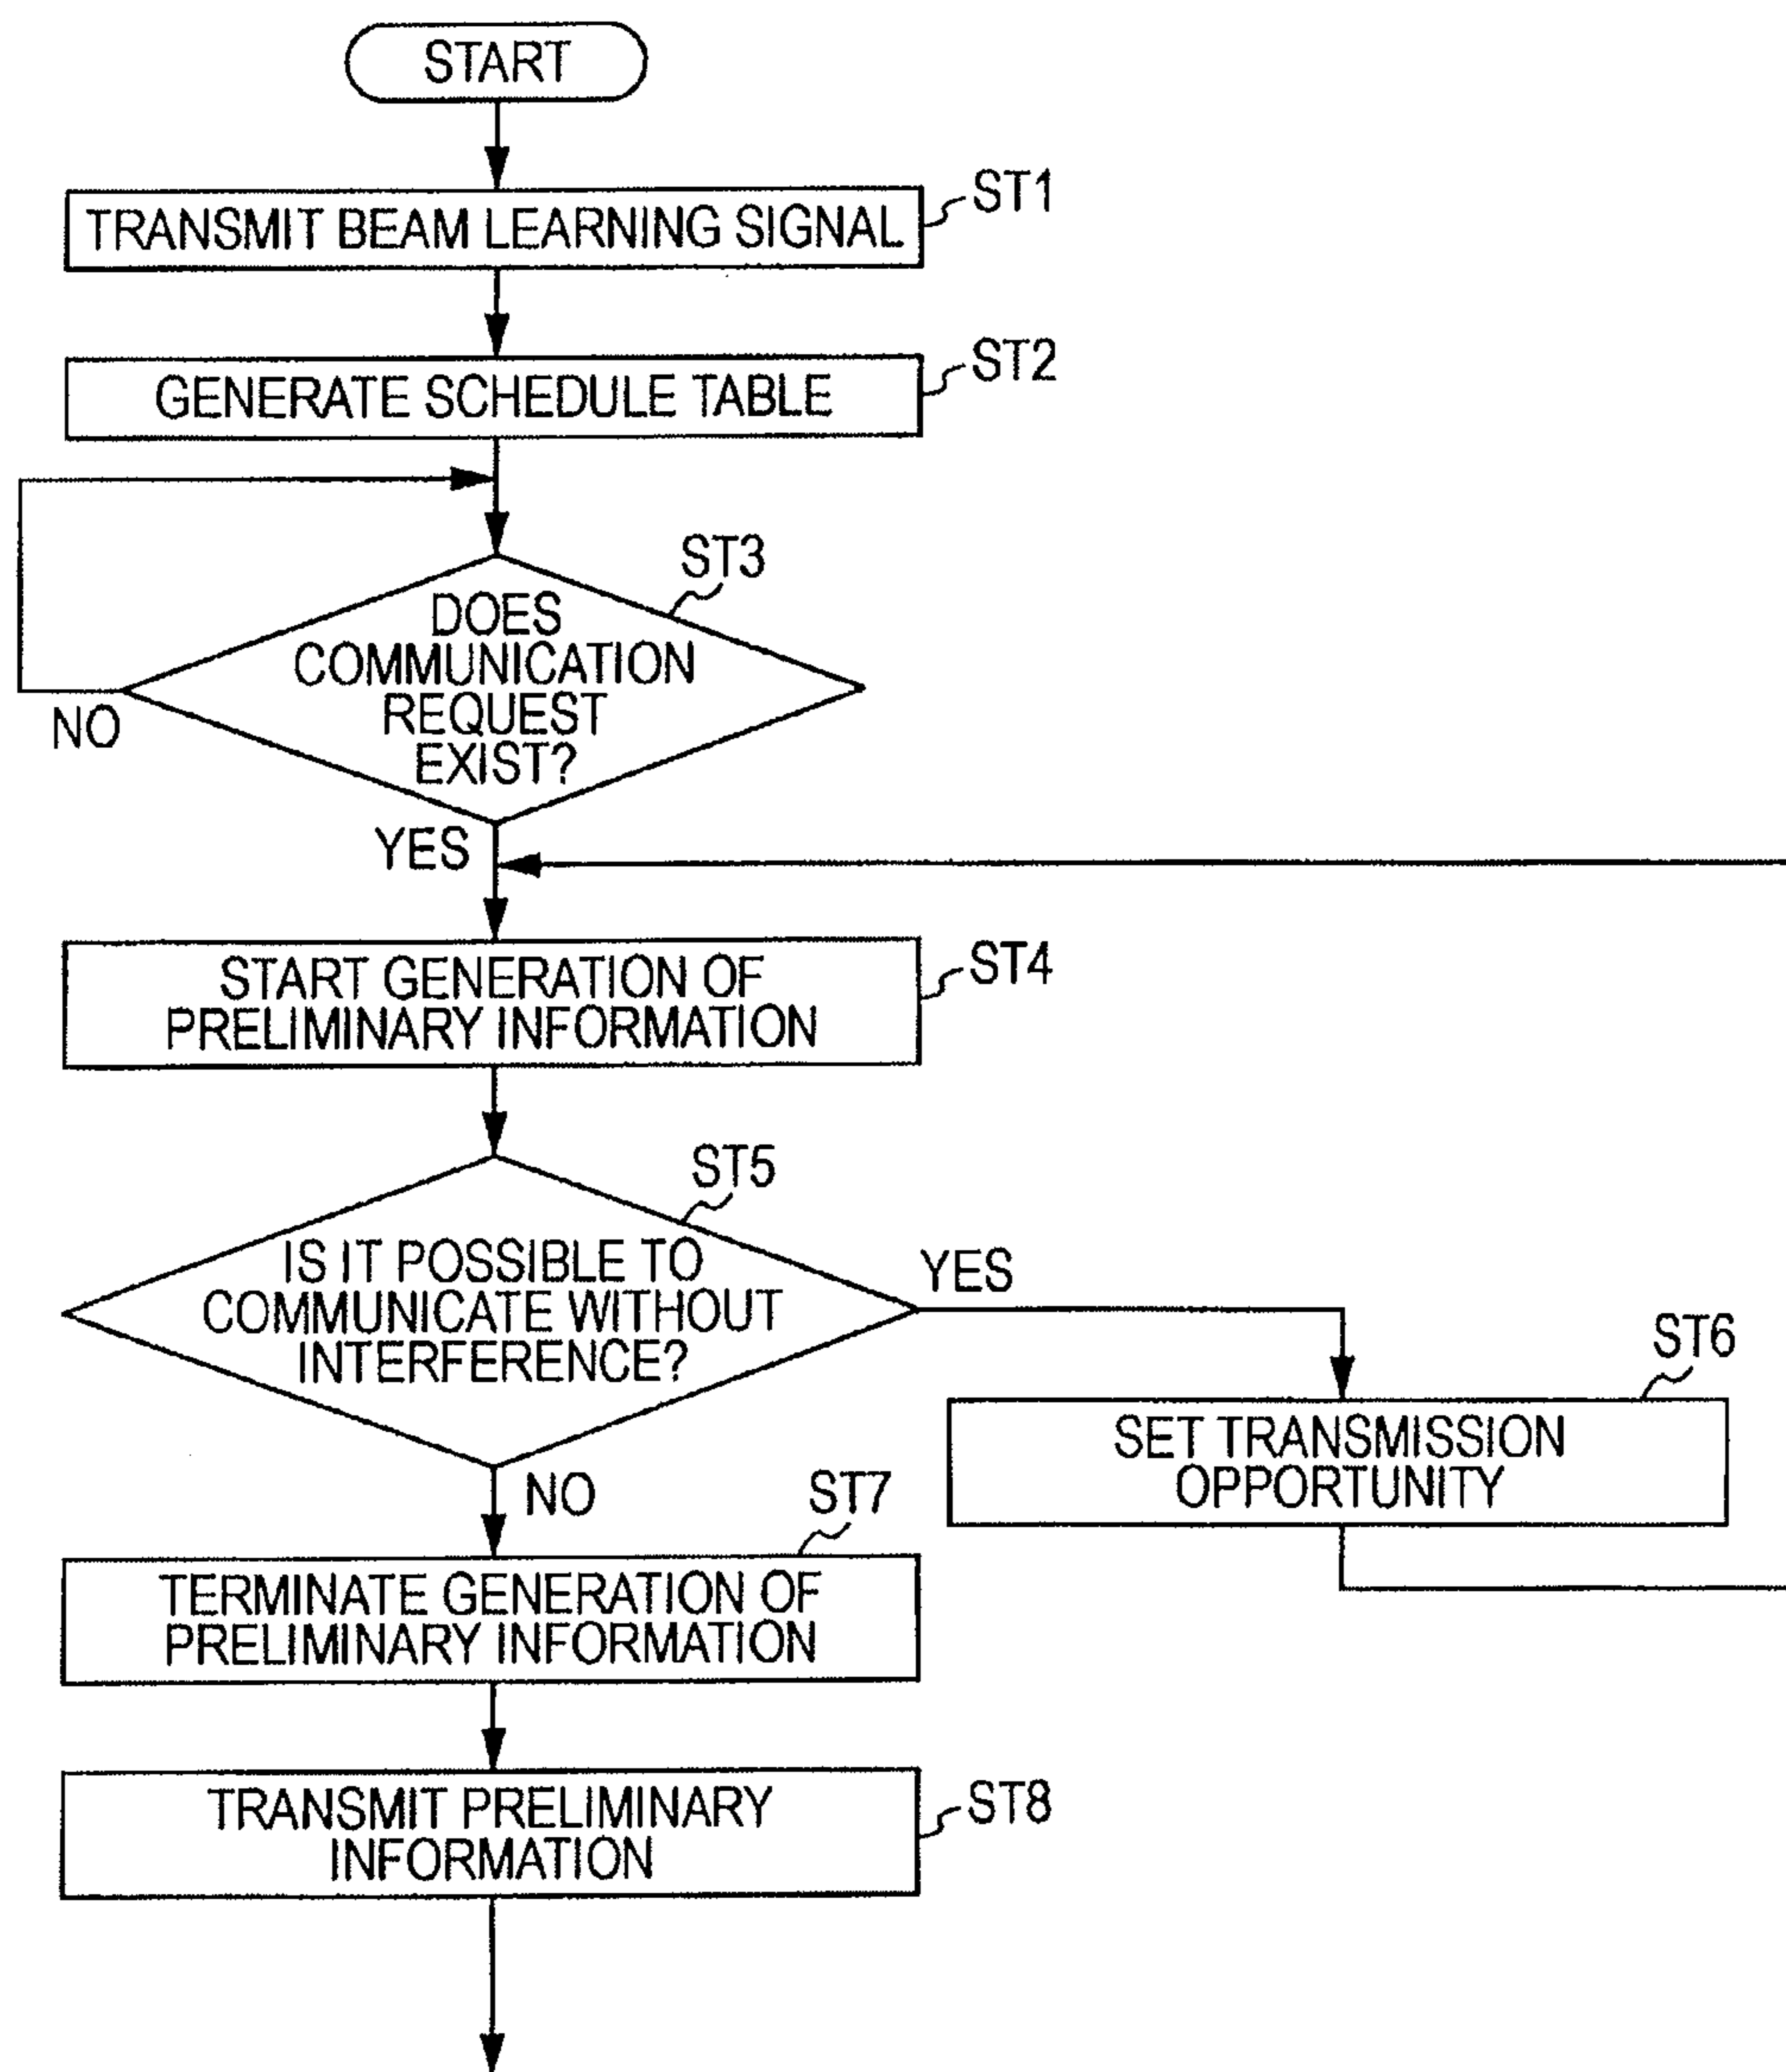 START
TRANSMIT BEAM LEARNING SIGNAL
ST1
GENERATE SCHEDULE TABLE
ST2
ST3
DOES
COMMUNICATION
REQUEST
EXIST?
NO
YES
START GENERATION OF
PRELIMINARY INFORMATION
ST4
ST5
IS IT POSSIBLE TO
COMMUNICATE WITHOUT
INTERFERENCE?
YES
ST6
SET TRANSMISSION
OPPORTUNITY
NO
ST7
TERMINATE GENERATION OF
PRELIMINARY INFORMATION
TRANSMIT PRELIMINARY
INFORMATION
ST8